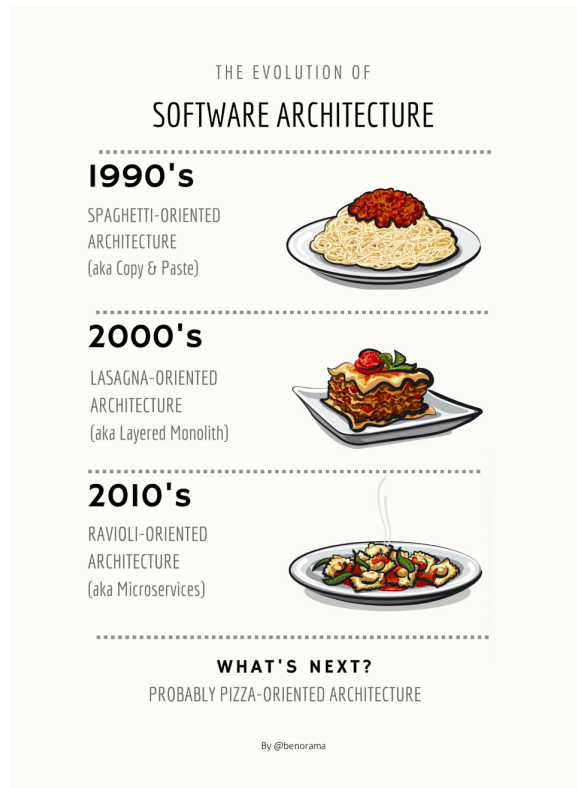 THE EVOLUTION OF
SOFTWARE ARCHITECTURE
1990's
SPAGHETTI-ORIENTED
ARCHITECTURE
(aka Copy & Paste)
2000's
LASAGNA-ORIENTED
ARCHITECTURE
(aka Layered Monolith)
2010's
RAVIOLI-ORIENTED
ARCHITECTURE
(aka Microservices)
WHAT'S NEXT?
PROBABLY PIZZA-ORIENTED ARCHITECTURE
By @benorama